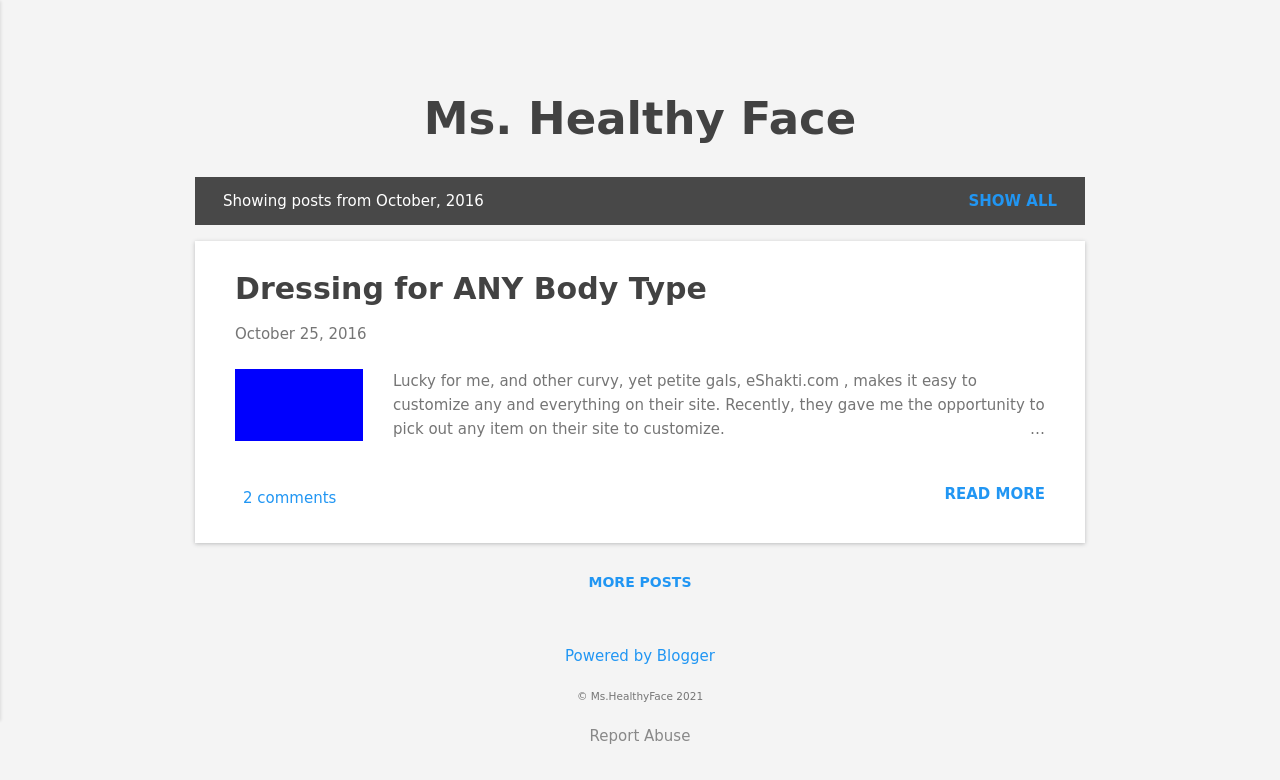 Ms. Healthy Face
Showing posts from October, 2016
SHOW ALL
Dressing for ANY Body Type
October 25, 2016
Lucky for me, and other curvy, yet petite gals, eShakti.com , makes it easy to
customize any and everything on their site. Recently, they gave me the opportunity to
pick out any item on their site to customize.
…
2 comments
READ MORE
MORE POSTS
Powered by Blogger
© Ms.HealthyFace 2021
Report Abuse